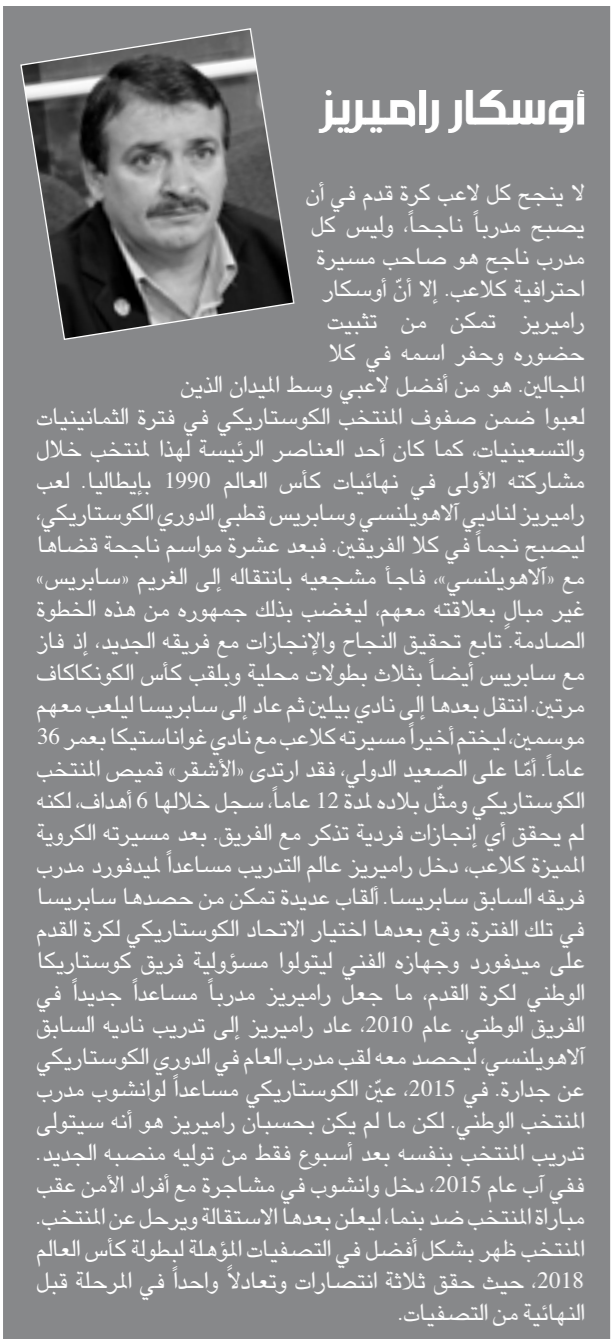 أوسكار راميريز
لا ينجح كل لاعب كرة قدم في أن
يصبح مدرباً ناجحاً، وليس كل
مدرب ناجح هو صاحب مسيرة
احترافية كلاعب. إلا أنّ أوسكار
راميريز تمكن من تثبيت
حضوره وحفر اسمه في كلا
المجالين. هو من أفضل لاعبي وسط الميدان الذين
لعبوا ضمن صفوف المنتخب الكوستاريكي في فترة الثمانينيات
والتسعينيات، كما كان أحد العناصر الرئيسة لهذا لمنتخب خلال
مشاركته الأولى في نهائيات كأس العالم 1990 بإيطاليا. لعب
راميريز لناديي آلاهويلنسي وسابريس قطبي الدوري الكوستاريكي،
ليصبح نجماً في كلا الفريقين. فبعد عشرة مواسم ناجحة قضاها
مع «آلاهويلنسي»، فاجأ مشجعيه بانتقاله إلى الغريم «سابريس»
غير مبالٍ بعلاقته معهم، ليغضب بذلك جمهوره من هذه الخطوة
الصادمة. تابع تحقيق النجاح والإنجازات مع فريقه الجديد، إذ فاز
مع سابريس أيضاً بثلاث بطولات محلية وبلقب كأس الكونكاكاف
مرتين. انتقل بعدها إلى نادي بيلين ثم عاد إلى سابريسا ليلعب معهم
موسمين، ليختم أخيراً مسيرته كلاعب مع نادي غواناستيكا بعمر 36
عاماً. أمّا على الصعيد الدولي، فقد ارتدى «الأشقر» قميص المنتخب
الكوستاريكي ومثّل بلاده لمدة 12 عاماً، سجل خلالها 6 أهداف، لكنه
لم يحقق أي إنجازات فردية تذكر مع الفريق. بعد مسيرته الكروية
المميزة كلاعب، دخل راميريز عالم التدريب مساعداً لميدفورد مدرب
فريقه السابق سابريسا. ألقاب عديدة تمكن من حصدها سابريسا
في تلك الفترة، وقع بعدها اختيار الاتحاد الكوستاريكي لكرة القدم
على ميدفورد وجهازه الفني ليتولوا مسؤولية فريق كوستاريكا
الوطني لكرة القدم، ما جعل راميريز مدرباً مساعداً جديداً في
الفريق الوطني. عام 2010، عاد راميريز إلى تدريب ناديه السابق
آلاهويلنسي، ليحصد معه لقب مدرب العام في الدوري الكوستاريكي
عن جدارة. في 2015، عيّن الكوستاريكي مساعداً لوانشوب مدرب
المنتخب الوطني. لكن ما لم يكن بحسبان راميريز هو أنه سيتولى
تدريب المنتخب بنفسه بعد أسبوع فقط من توليه منصبه الجديد.
ففي آب عام 2015، دخل وانشوب في مشاجرة مع أفراد الأمن عقب
مباراة المنتخب ضد بنما، ليعلن بعدها الاستقالة ويرحل عن المنتخب.
المنتخب ظهر بشكل أفضل في التصفيات المؤهلة لبطولة كأس العالم
2018، حيث حقق ثلاثة انتصارات وتعادلاً واحداً في المرحلة قبل
النهائية من التصفيات.